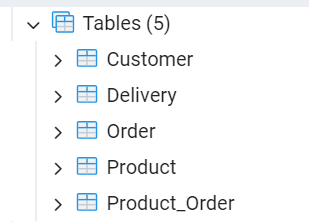 Tables (5)
Customer
Delivery
Order
Product
Product_Order